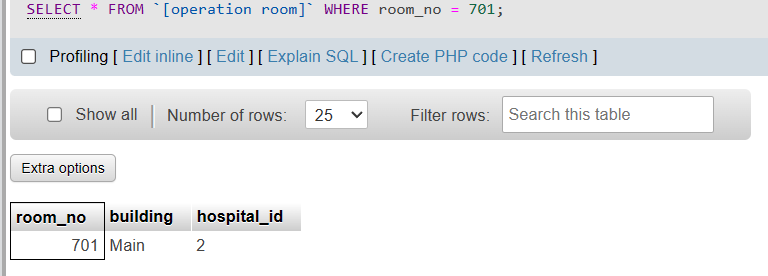 SELECT * FROM `[operation room]` WHERE room_no = 701;
Profiling [ Edit inline ] [ Edit ] [ Explain SQL ] [ Create PHP code ] [ Refresh ]
Show all Number of rows: 25 Filter rows: Search this table
Extra options
room_no building hospital_id
701 Main 2